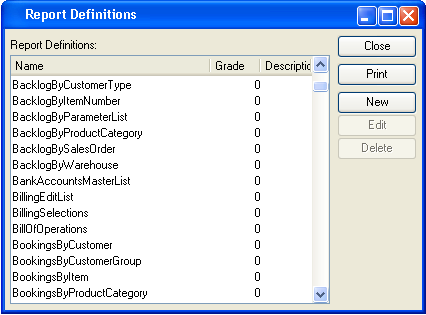 Report Definitions
Report Definitions:
Name Grade Descriptic
BacklogByCustomerType 0
BacklogByItemNumber 0
BacklogByParameterList 0
BacklogByProductCategory 0
BacklogBySalesOrder 0
BacklogByWarehouse 0
BankAccountsMasterList 0
BillingEditList 0
BillingSelections 0
BillOfOperations 0
BookingsByCustomer 0
BookingsByCustomerGroup 0
BookingsByItem 0
BookingsByProductCategory 0
Close
Print
New
Edit
Delete